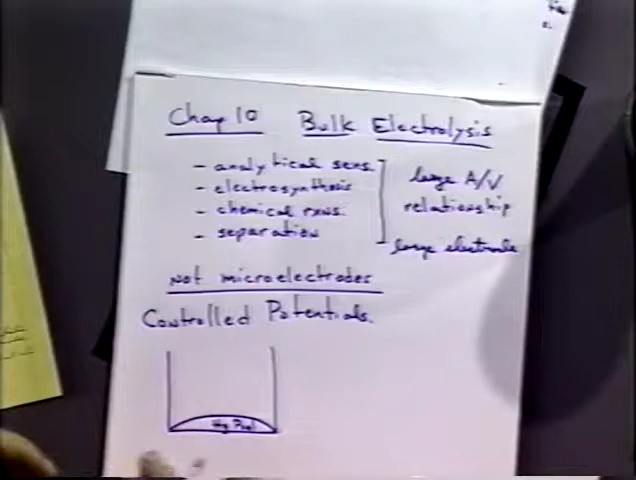 Chap 10 Bulk Electrolysis
- analytical sens.
- electrosynthesis
- chemical rxns.
- separation
large A/V
relationship
large electrode
Not microelectrodes
Controlled Potentials.
Hg Pool